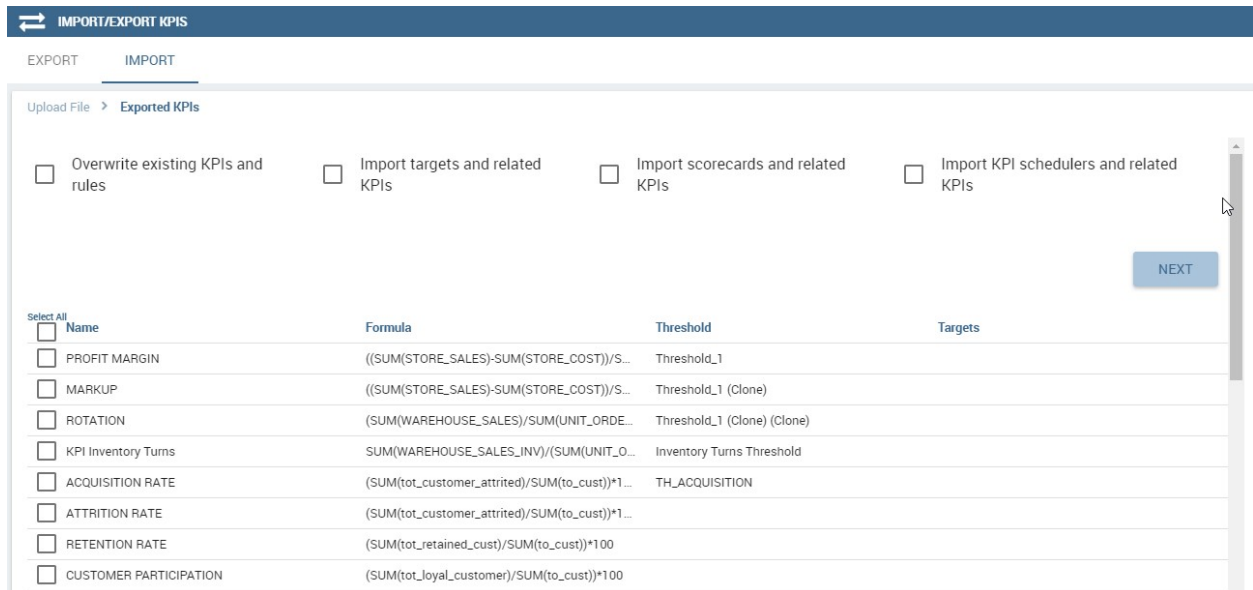 IMPORT/EXPORT KPIS
EXPORT IMPORT
Upload File > Exported KPIs
Overwrite existing KPIs and
rules
Import targets and related
KPIs
Import scorecards and related
KPIs
Import KPI schedulers and related
KPIs
NEXT
Select All
Name Formula Threshold Targets
PROFIT MARGIN ((SUM(STORE_SALES)-SUM(STORE_COST))/S... Threshold_1
MARKUP ((SUM(STORE_SALES)-SUM(STORE_COST))/S... Threshold_1 (Clone)
ROTATION (SUM(WAREHOUSE_SALES)/SUM(UNIT_ORDE... Threshold_1 (Clone) (Clone)
KPI Inventory Turns SUM(WAREHOUSE_SALES_INV)/(SUM(UNIT_O... Inventory Turns Threshold
ACQUISITION RATE (SUM(tot_customer_attrited)/SUM(to_cust))*1... TH_ACQUISITION
ATTRITION RATE (SUM(tot_customer_attrited)/SUM(to_cust))*1...
RETENTION RATE (SUM(tot_retained_cust)/SUM(to_cust))*100
CUSTOMER PARTICIPATION (SUM(tot_loyal_customer)/SUM(to_cust))*100